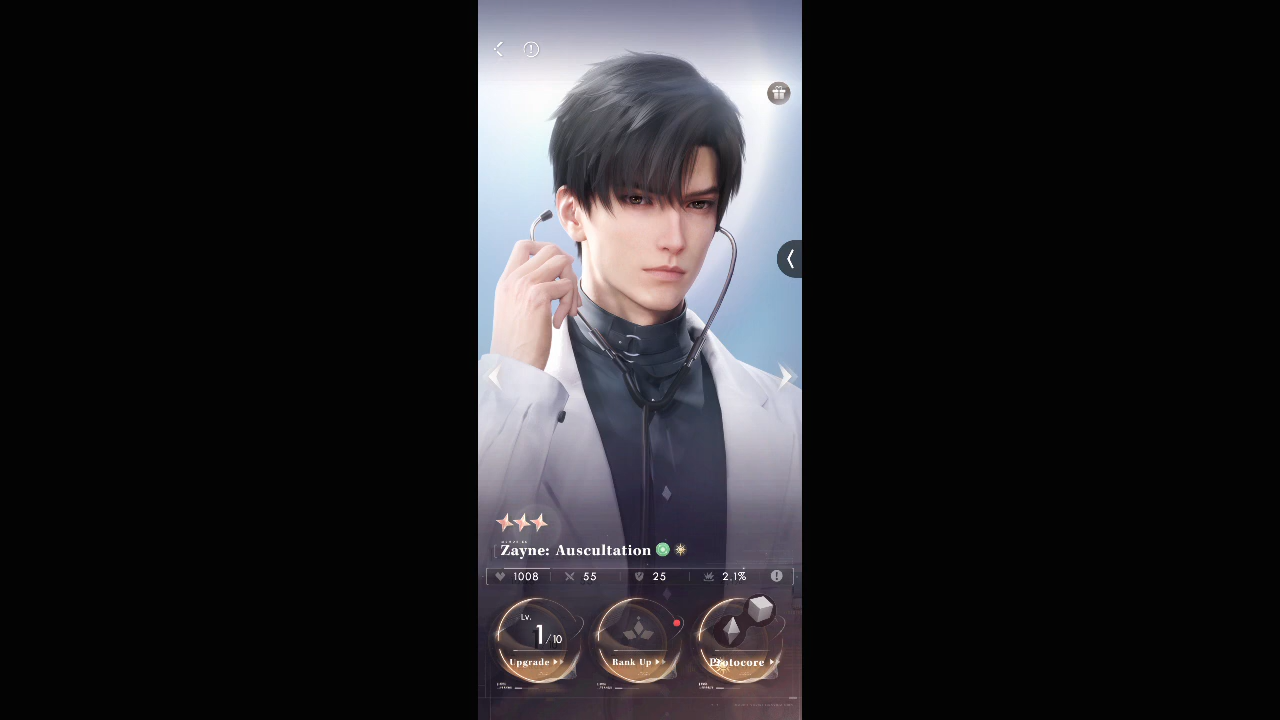 Zayne: Auscultation
1008 55 25 2.1%
Lv.
1/10
Upgrade Rank Up Protocore